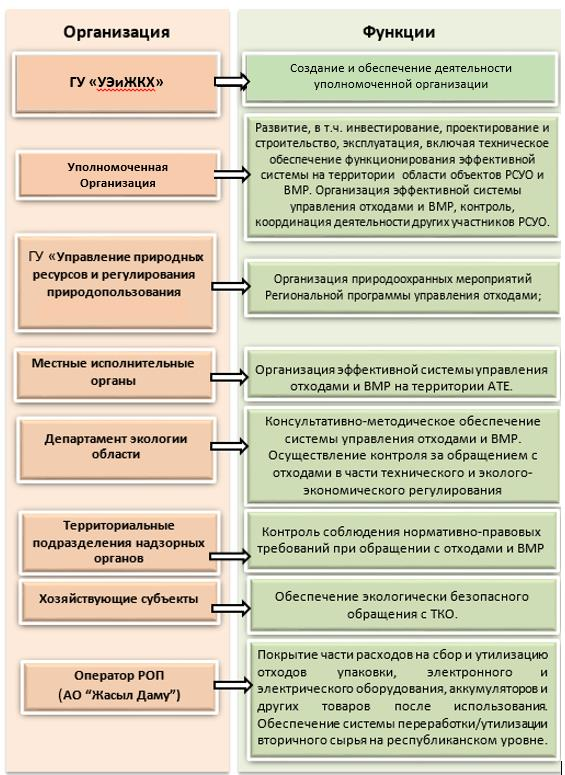 Организация
Функции
ГУ «УЭиЖКХ»
Создание и обеспечение деятельности
уполномоченной организации
Уполномоченная
Организация
Развитие, в т.ч. инвестирование, проектирование и
строительство, эксплуатация, включая техническое
обеспечение функционирования эффективной
системы на территории области объектов РСУО и
ВМР. Организация эффективной системы
управления отходами и ВМР, контроль,
координация деятельности других участников РСУО.
ГУ «Управление природных
ресурсов и регулирования
природопользования
Организация природоохранных мероприятий
Региональной программы управления отходами;
Местные исполнительные
органы
Организация эффективной системы управления
отходами и ВМР на территории АТЕ.
Департамент экологии
области
Консультативно-методическое обеспечение
системы управления отходами и ВМР.
Осуществление контроля за обращением с
отходами в части технического и эколого-
экономического регулирования
Территориальные
подразделения надзорных
органов
Контроль соблюдения нормативно-правовых
требований при обращении с отходами и ВМР
Хозяйствующие субъекты
Обеспечение экологически безопасного
обращения с ТКО.
Оператор РОП
(АО "Жасыл Даму")
Покрытие части расходов на сбор и утилизацию
отходов упаковки, электронного и
электрического оборудования, аккумуляторов и
других товаров после использования.
Обеспечение системы переработки/утилизации
вторичного сырья на республиканском уровне.